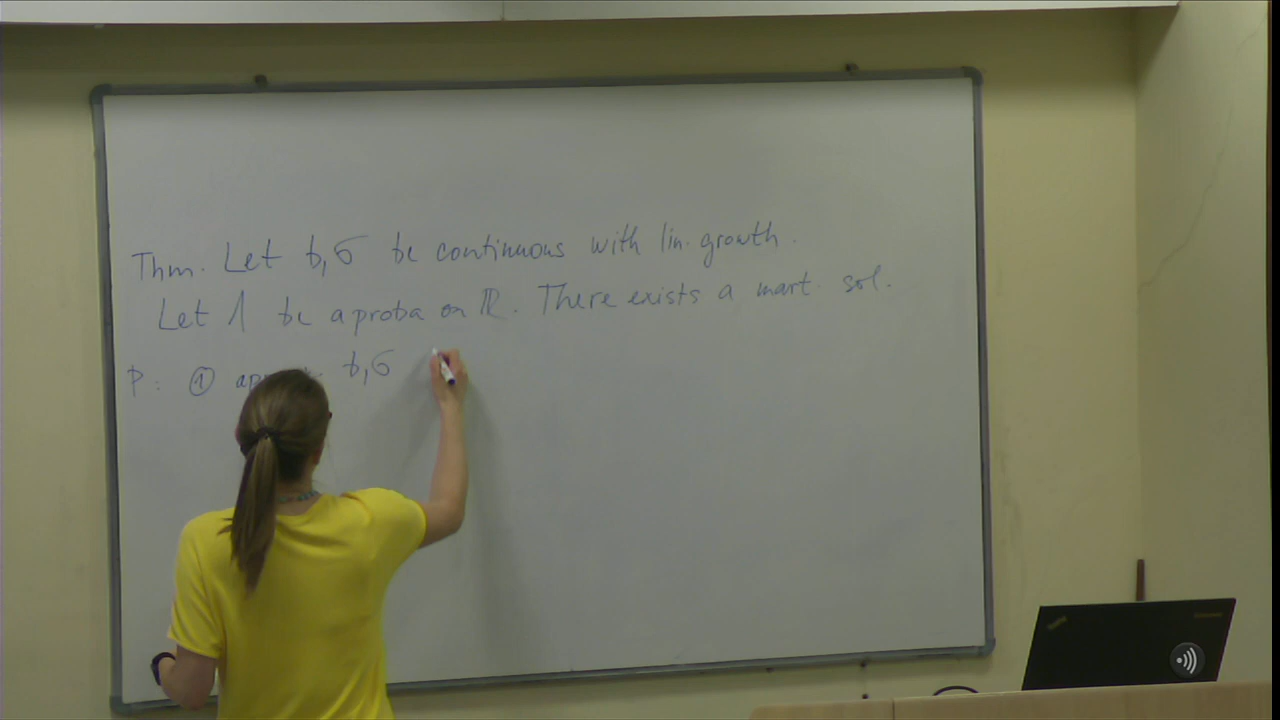 Thm. Let b,σ be continuous with lin. growth.
Let Λ be a proba on ℝ. There exists a mart. sol.
P: ① b,σ